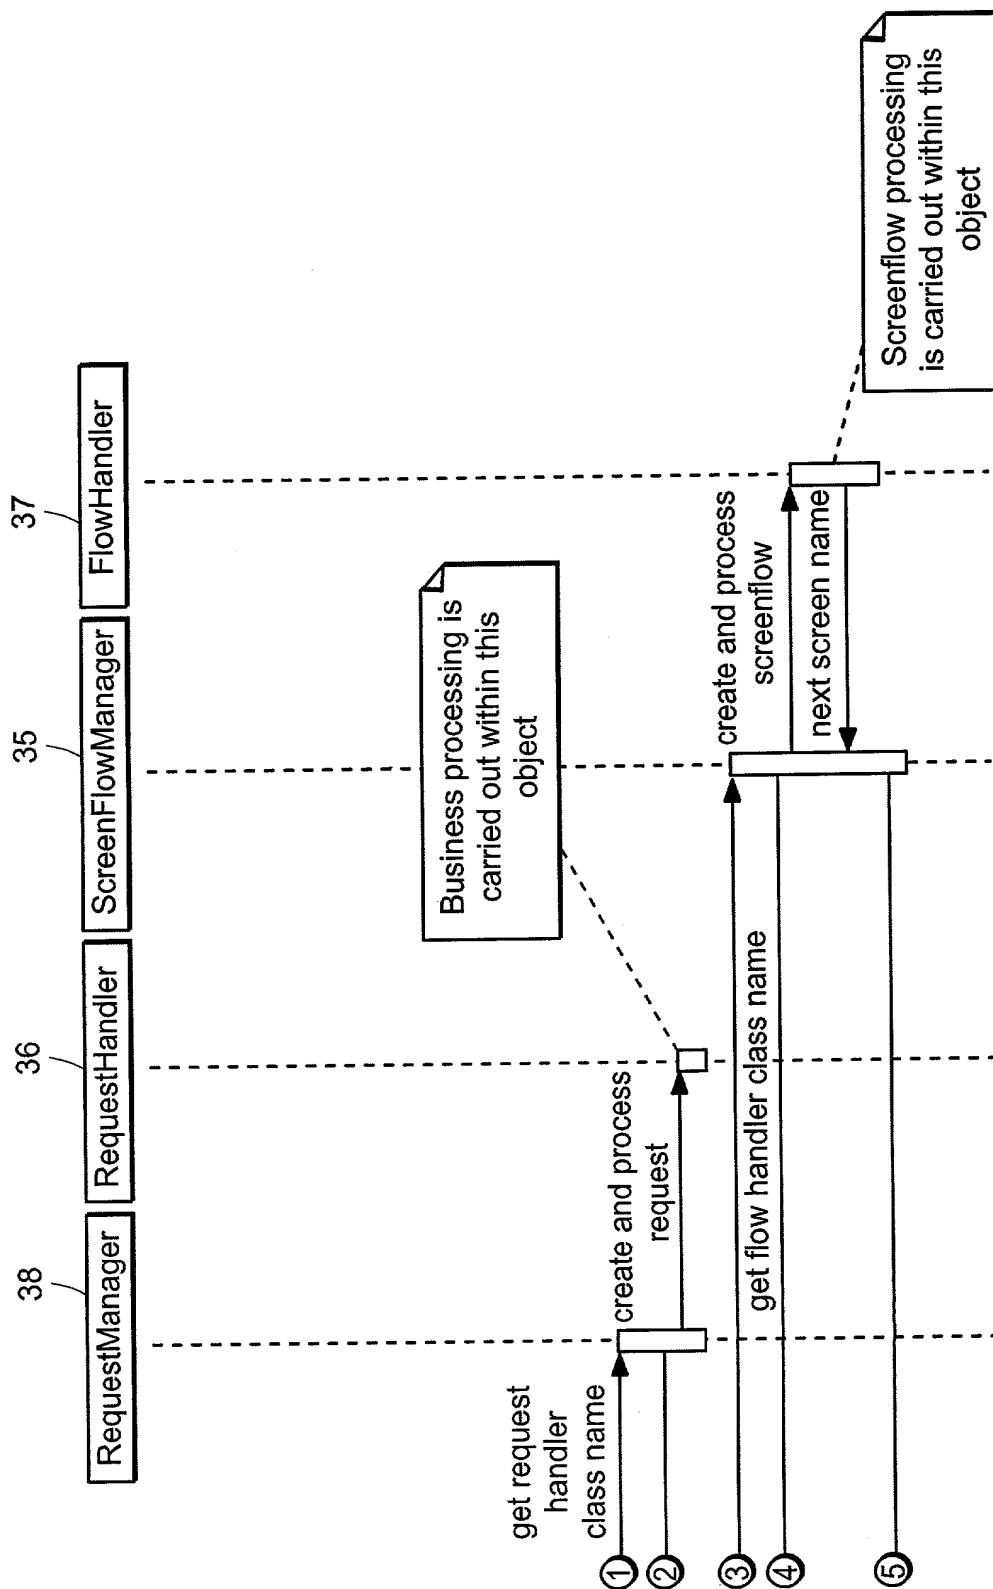 38
36
35
37
RequestManager
RequestHandler
ScreenFlowManager
FlowHandler
Business processing is
carried out within this
object
get request
handler
class name
create and process
request
1
2
create and process
screenflow
get flow handler class name
next screen name
3
4
5
Screenflow processing
is carried out within this
object